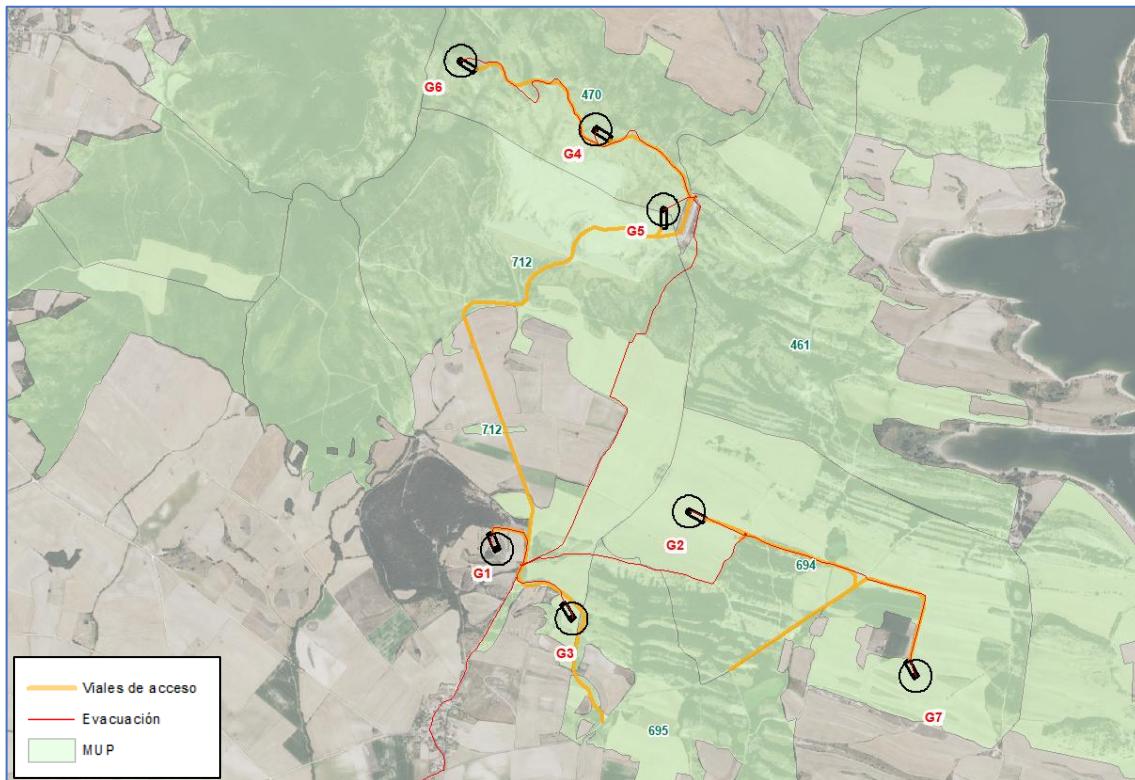 G6
470
G4
G5
712
461
712
G2
G1
694
G3
G7
695
Viales de acceso
Evacuación
MUP